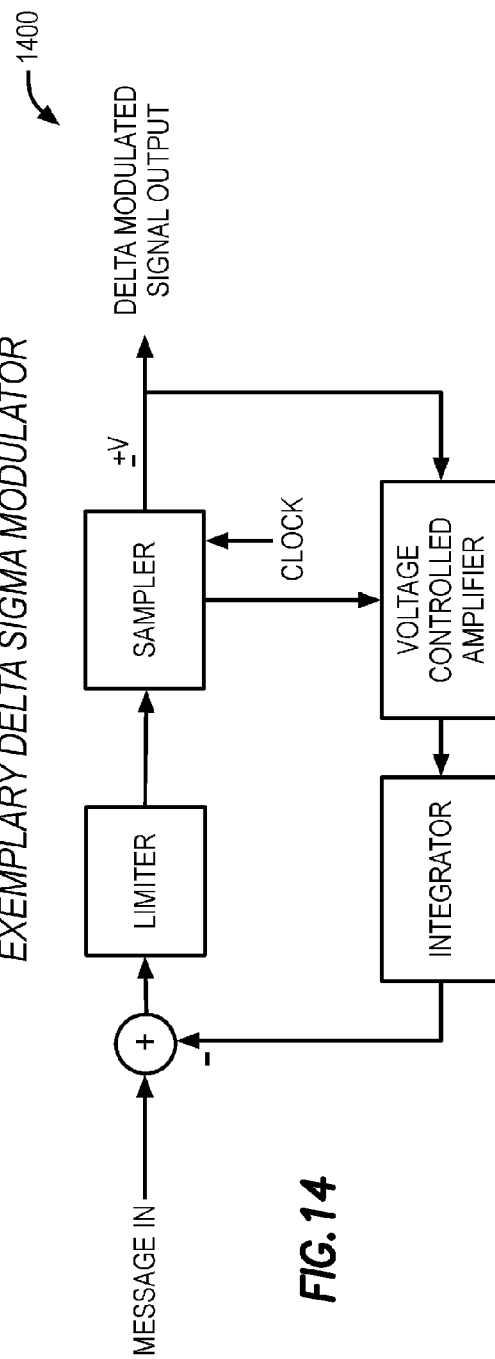 EXEMPLARY DELTA SIGMA MODULATOR
1400
MESSAGE IN
+
-
LIMITER
SAMPLER
±V
DELTA MODULATED
SIGNAL OUTPUT
CLOCK
INTEGRATOR
VOLTAGE
CONTROLLED
AMPLIFIER
FIG.14